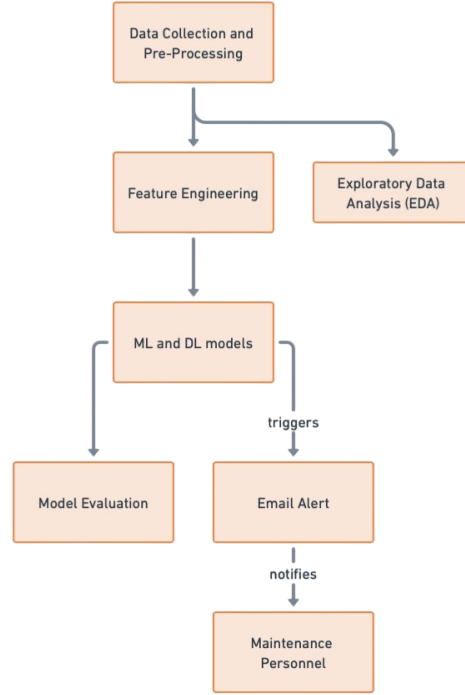 Data Collection and
Pre-Processing
Feature Engineering
Exploratory Data
Analysis (EDA)
ML and DL models
triggers
Model Evaluation
Email Alert
notifies
Maintenance
Personnel